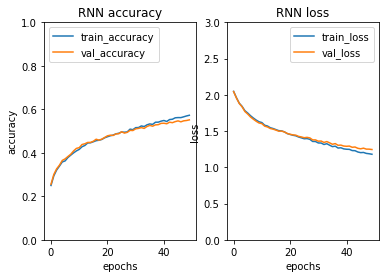 RNN accuracy
1.0
0.8
0.6
0.4
0.2
0.0
accuracy
train_accuracy
val_accuracy
0
20
40
epochs
RNN loss
3.0
2.5
2.0
1.5
1.0
0.5
0.0
loss
train_loss
val_loss
0
20
40
epochs